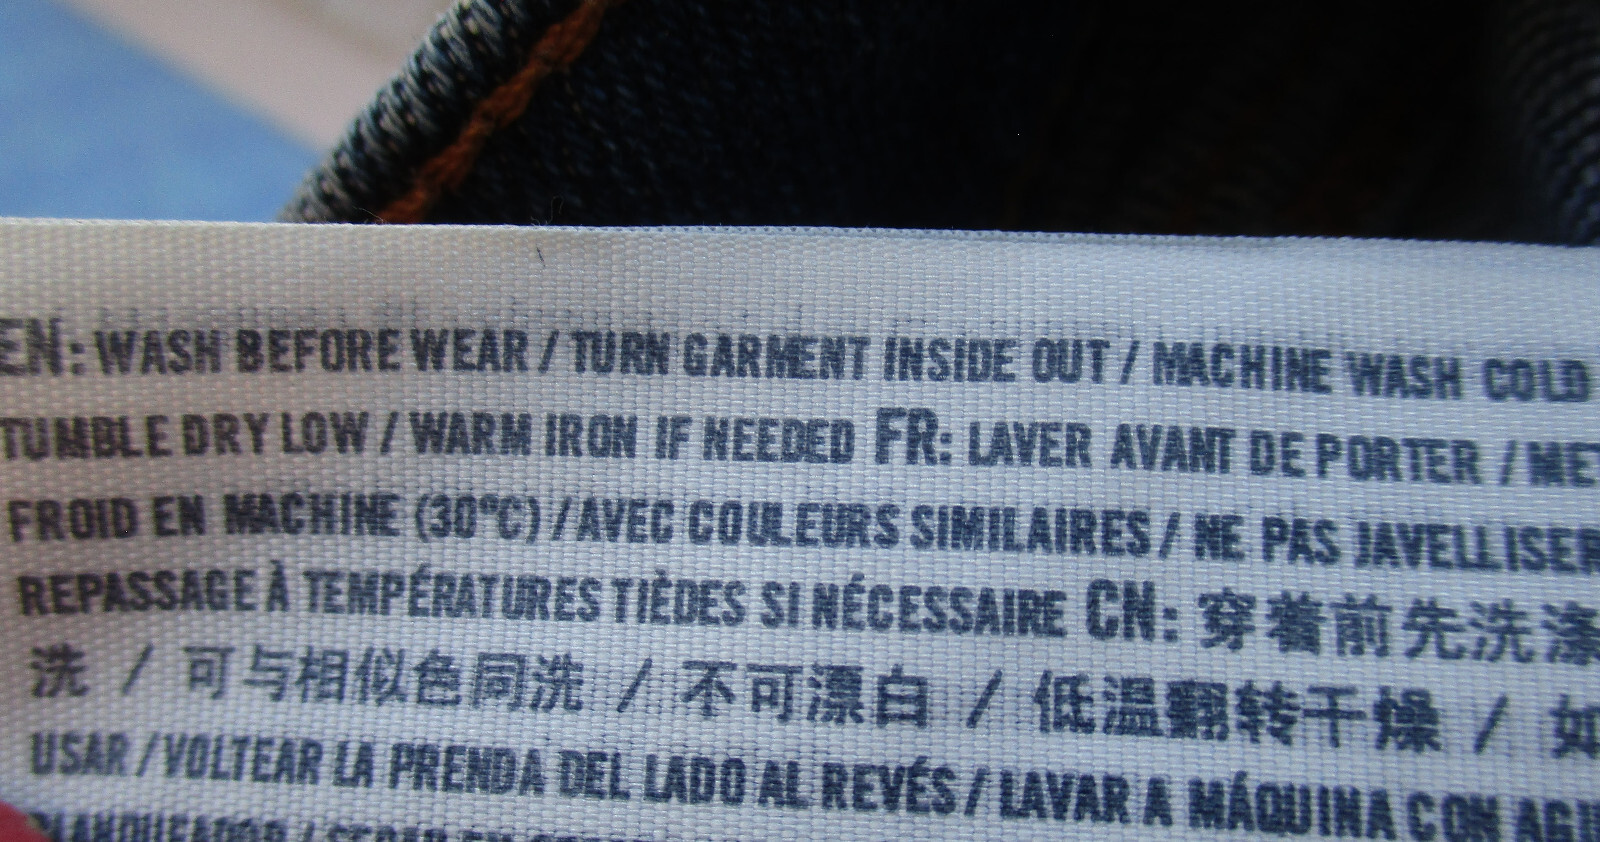 EN: WASH BEFORE WEAR / TURN GARMENT INSIDE OUT / MACHINE WASH COLD
TUMBLE DRY LOW / WARM IRON IF NEEDED FR: LAVER AVANT DE PORTER /
FROID EN MACHINE (30°C) / AVEC COULEURS SIMILAIRES / NE PAS JAVELLISER
REPASSAGE À TEMPÉRATURES TIÈDES SI NÉCESSAIRE CN: 穿着前先洗涤
洗 / 可与相似色同洗 / 不可漂白 / 低温翻转干燥 / 如
USAR / VOLTEAR LA PRENDA DEL LADO AL REVÉS / LAVAR A MÁQUINA CON